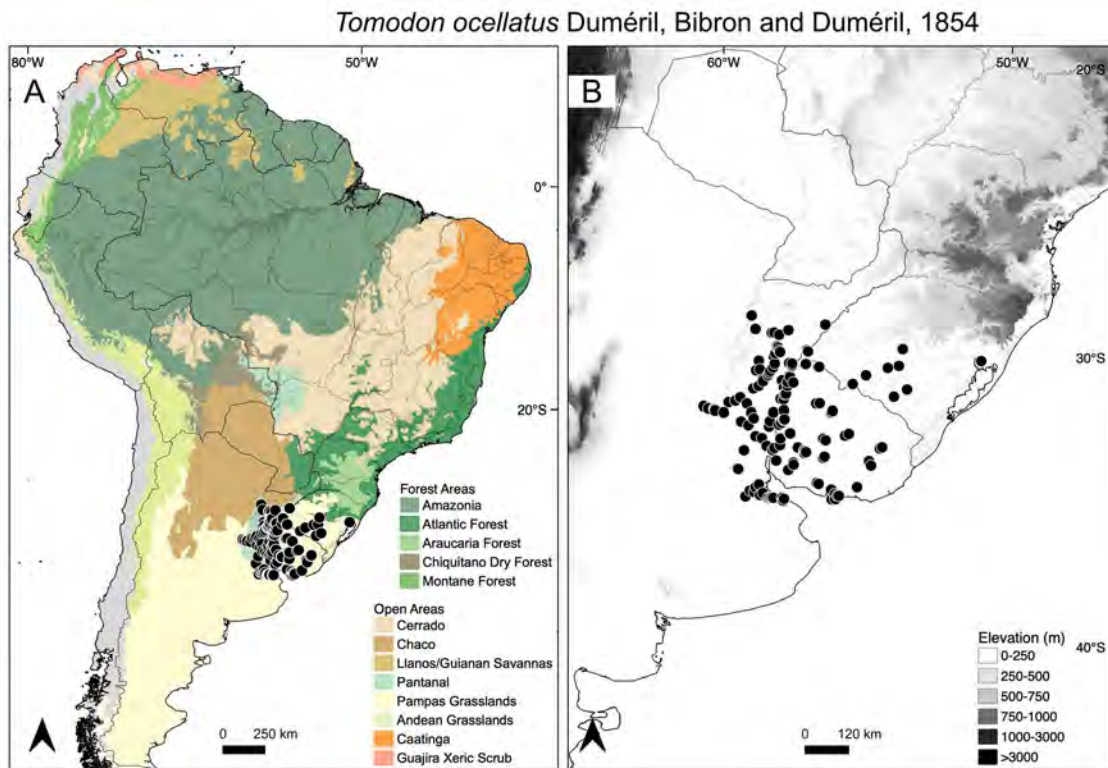 Tomodon ocellatus Duméril, Bibron and Duméril, 1854
80°W
50°W
A
0°
20°S
Forest Areas
Amazonia
Atlantic Forest
Araucaria Forest
Chiquitano Dry Forest
Montane Forest
Open Areas
Cerrado
Chaco
Llanos/Guianan Savannas
Pantanal
Pampas Grasslands
Andean Grasslands
Caatinga
Guajira Xeric Scrub
0 250 km
60°W
50°W
20°S
B
30°S
40°S
Elevation (m)
0-250
250-500
500-750
750-1000
1000-3000
>3000
0 120 km